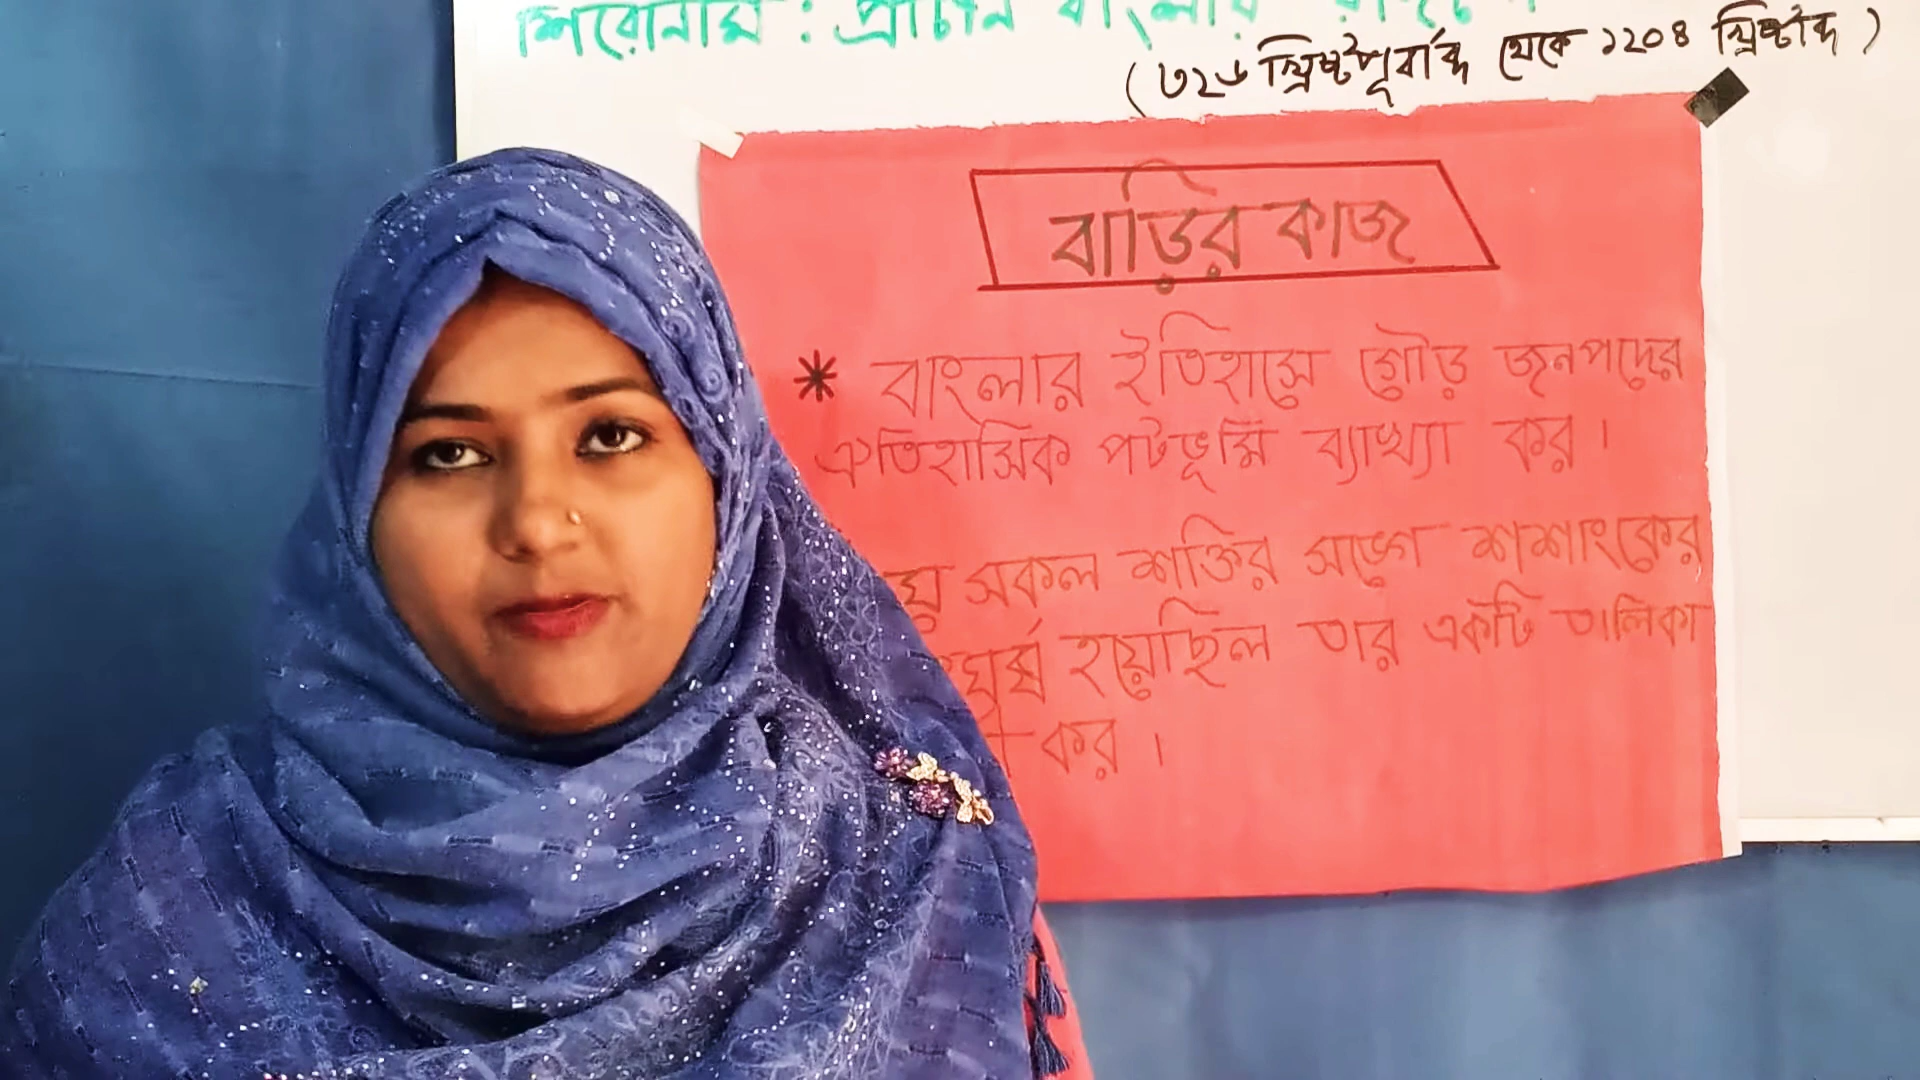 শিরোনাম : প্রাচীন বাংলার
(৩২৬ খ্রিষ্টপূর্বাব্দ থেকে ১২০৪ খ্রিষ্টাব্দ)
বাড়ির কাজ
* বাংলার ইতিহাসে গৌড় জনপদের
ঐতিহাসিক পটভূমি ব্যাখ্যা কর।
সকল শক্তির সঙ্গে শশাংকের
হয়েছিল তার একটি তালিকা
কর।